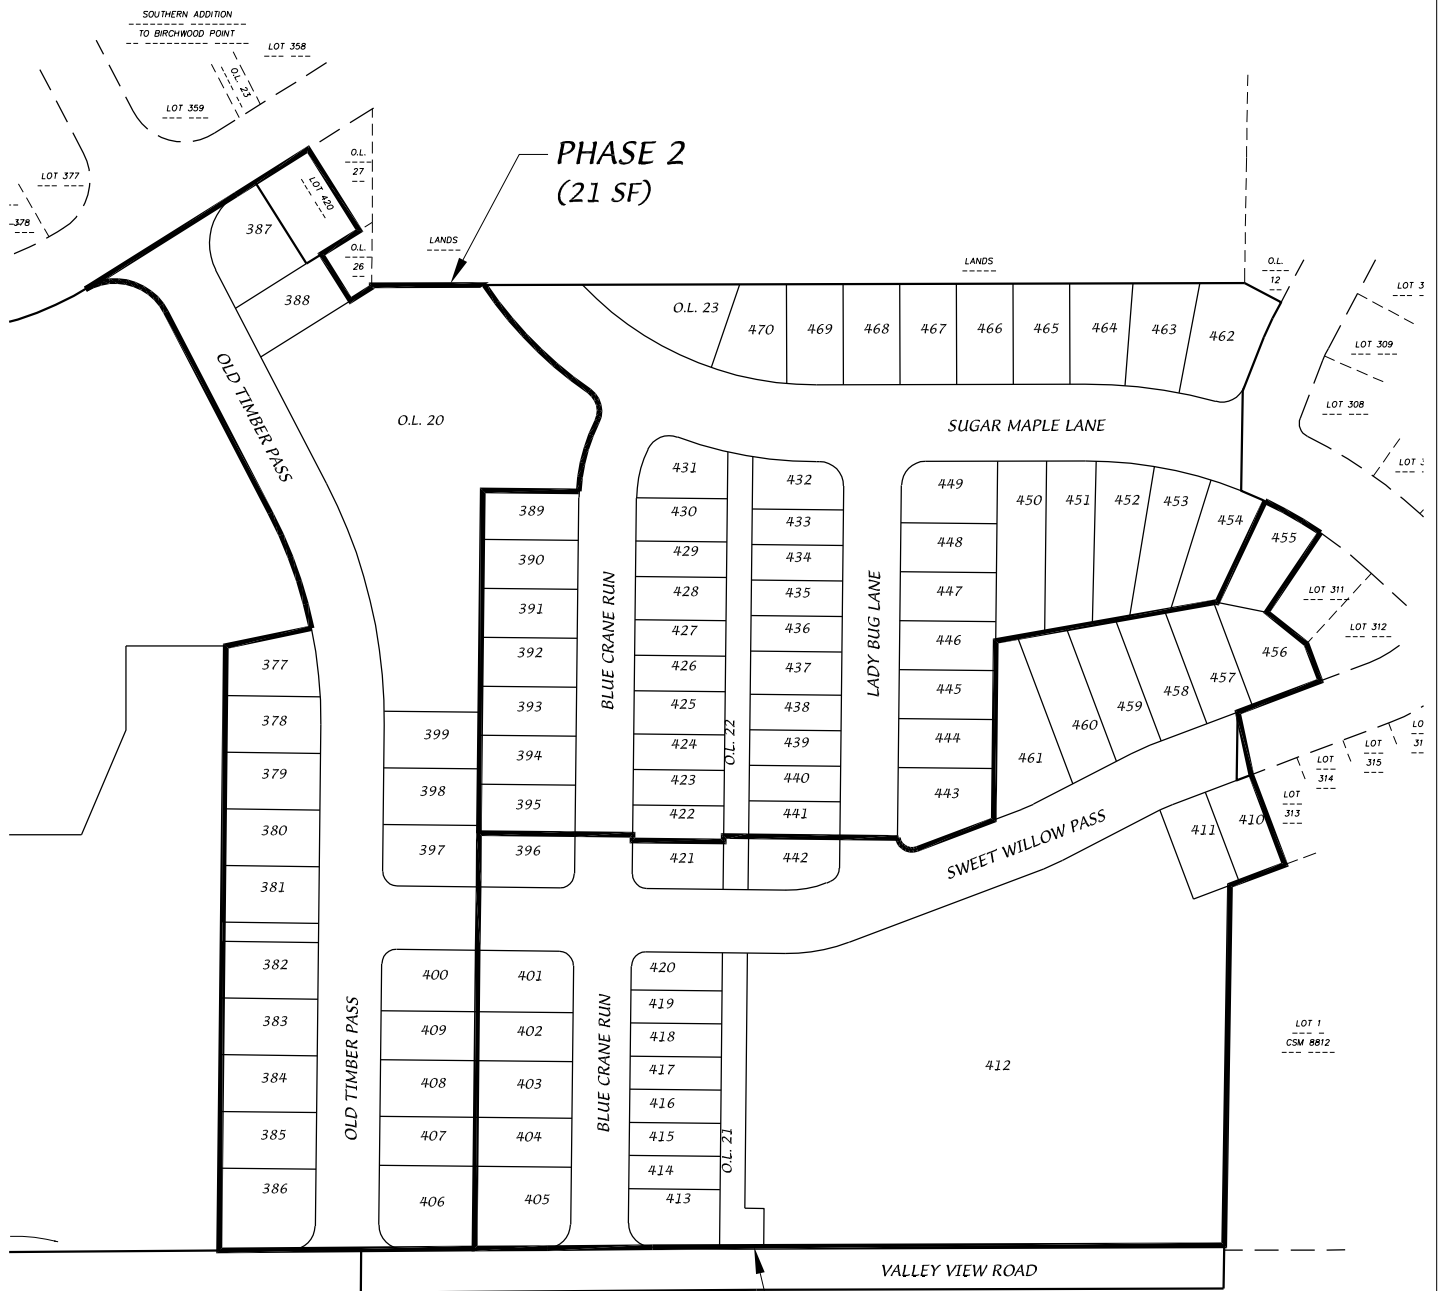 SOUTHERN ADDITION
TO BIRCHWOOD POINT
LOT 358
O.L. 23
LOT 359
LOT 377
378
LOT 420
O.L.
27
O.L.
26
387
388
PHASE 2
(21 SF)
LANDS
LANDS
O.L.
12
LOT 3
LOT 309
LOT 308
LOT 3
O.L. 23
470
469
468
467
466
465
464
463
462
OLD TIMBER PASS
O.L. 20
SUGAR MAPLE LANE
431
430
429
428
427
426
425
424
423
422
421
432
433
434
435
436
437
438
439
440
441
442
O.L. 22
449
448
447
446
445
444
443
450
451
452
453
454
455
389
390
391
392
393
394
395
396
BLUE CRANE RUN
LADY BUG LANE
LOT 311
LOT 312
456
457
458
459
460
461
377
378
379
380
381
382
383
384
385
386
399
398
397
SWEET WILLOW PASS
411
410
LOT
313
LOT
314
LOT
315
LO
31
400
409
408
407
406
401
402
403
404
405
OLD TIMBER PASS
BLUE CRANE RUN
420
419
418
417
416
415
414
413
O.L. 21
412
LOT 1
CSM 8812
VALLEY VIEW ROAD